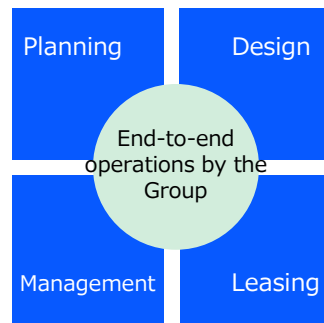 Planning
Design
End-to-end
operations by the
Group
Management
Leasing